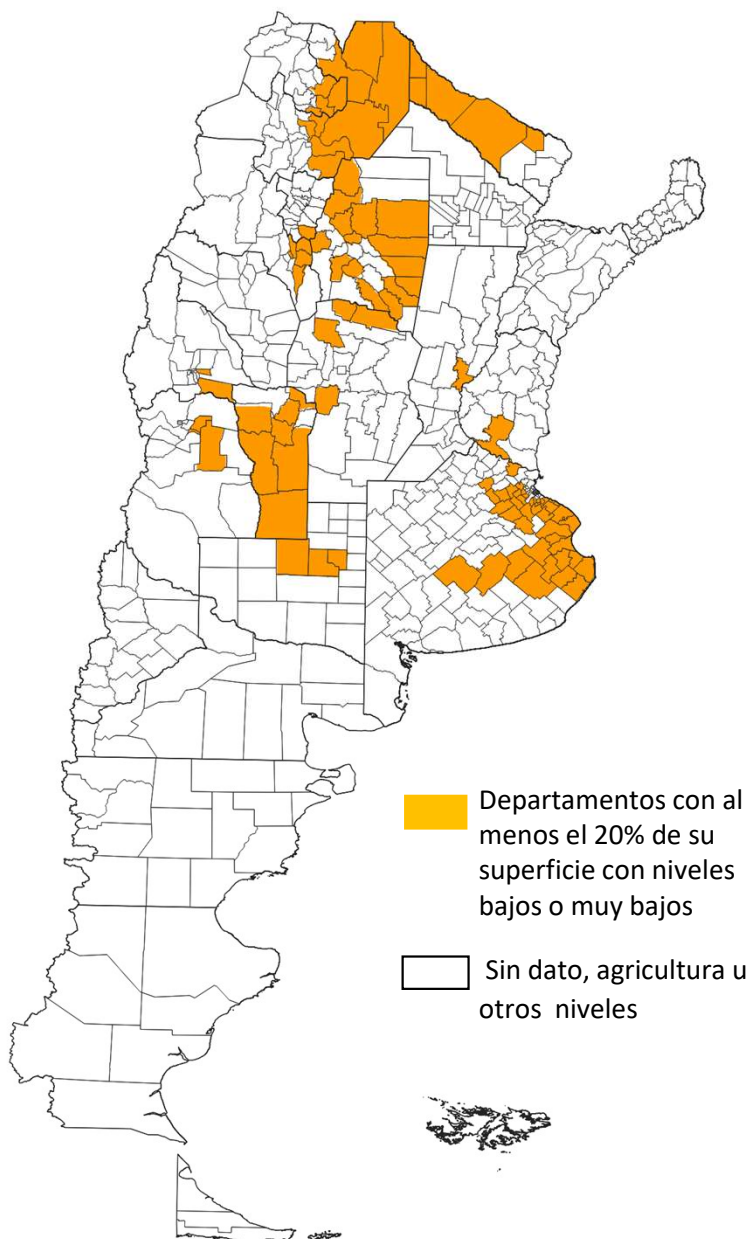 Departamentos con al
menos el 20% de su
superficie con niveles
bajos o muy bajos
Sin dato, agricultura u
otros niveles